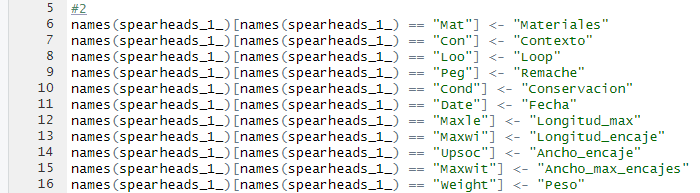 5 #2
6 names(spearheads_1_)[names(spearheads_1_) == "Mat"] <- "Materiales"
7 names(spearheads_1_)[names(spearheads_1_) == "Con"] <- "Contexto"
8 names(spearheads_1_)[names(spearheads_1_) == "Loo"] <- "Loop"
9 names(spearheads_1_)[names(spearheads_1_) == "Peg"] <- "Remache"
10 names(spearheads_1_)[names(spearheads_1_) == "Cond"] <- "Conservacion"
11 names(spearheads_1_)[names(spearheads_1_) == "Date"] <- "Fecha"
12 names(spearheads_1_)[names(spearheads_1_) == "Maxle"] <- "Longitud_max"
13 names(spearheads_1_)[names(spearheads_1_) == "Maxwi"] <- "Longitud_encaje"
14 names(spearheads_1_)[names(spearheads_1_) == "Upsoc"] <- "Ancho_encaje"
15 names(spearheads_1_)[names(spearheads_1_) == "Maxwit"] <- "Ancho_max_encajes"
16 names(spearheads_1_)[names(spearheads_1_) == "Weight"] <- "Peso"